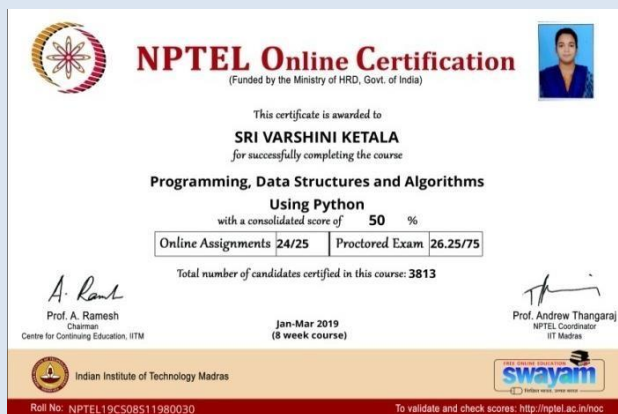 NPTEL Online Certification
(Funded by the Ministry of HRD, Govt. of India)
This certificate is awarded to
SRI VARSHINI KETALA
for successfully completing the course
Programming, Data Structures and Algorithms
Using Python
with a consolidated score of 50 %
Online Assignments 24/25 Proctored Exam 26.25/75
Total number of candidates certified in this course: 3813
Prof. A. Ramesh
Chairman
Centre for Continuing Education, IITM
Jan-Mar 2019
(8 week course)
Prof. Andrew Thangaraj
NPTEL Coordinator
IIT Madras
Indian Institute of Technology Madras
FREE ONLINE EDUCATION
swayam
Roll No: NPTEL19CS08S11980030
To validate and check scores: http://nptel.ac.in/noc